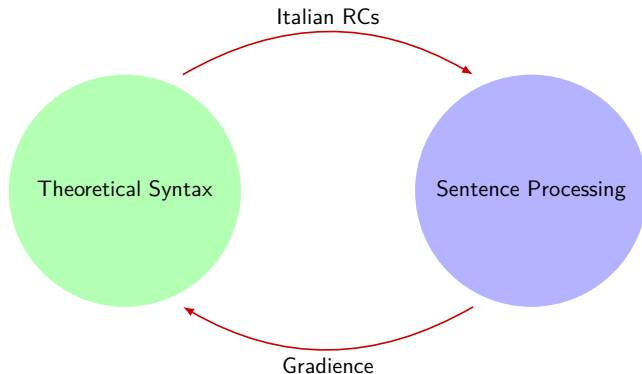 Italian RCs
Theoretical Syntax
Sentence Processing
Gradience